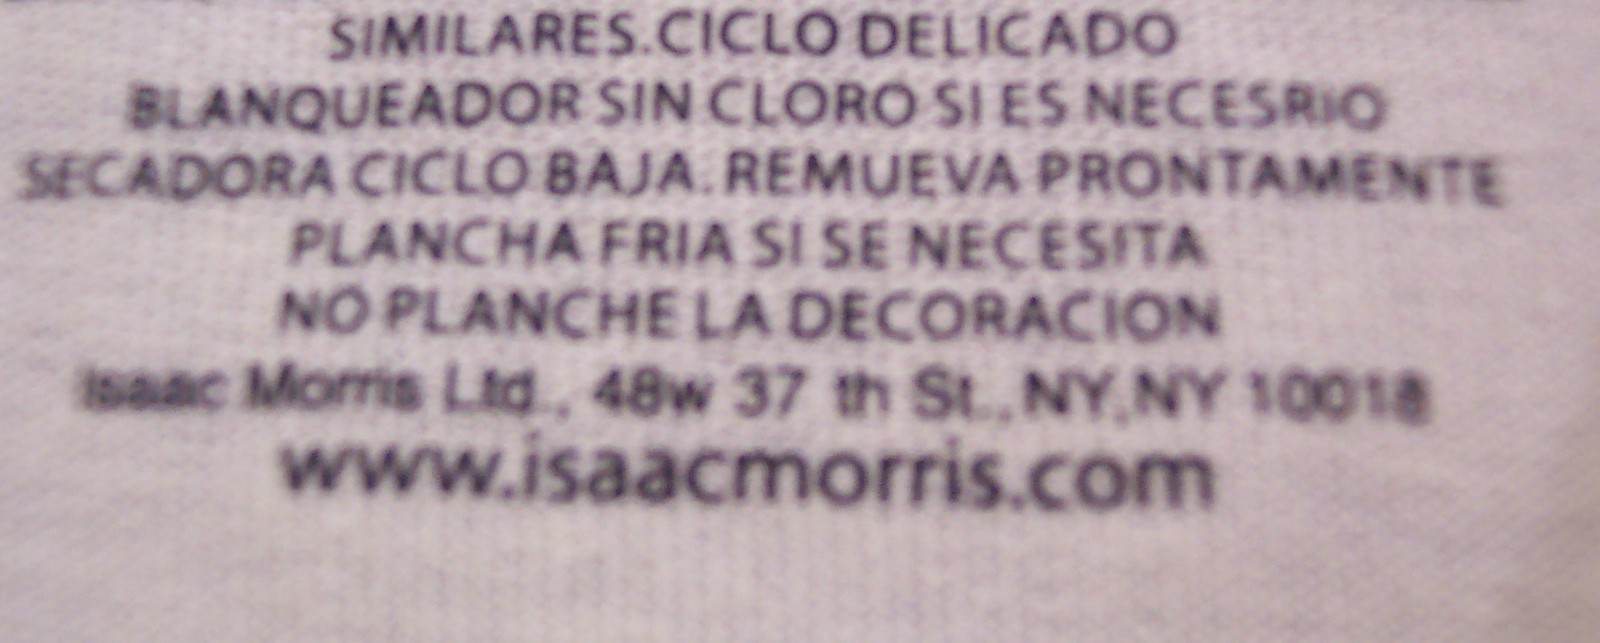 SIMILARES.CICLO DELICADO
BLANQUEADOR SIN CLORO SI ES NECESRIO
SECADORA CICLO BAJA. REMUEVA PRONTAMENTE
PLANCHA FRIA SI SE NECESITA
NO PLANCHE LA DECORACION
Isaac Morris Ltd., 48w 37 th St., NY,NY 10018
www.isaacmorris.com